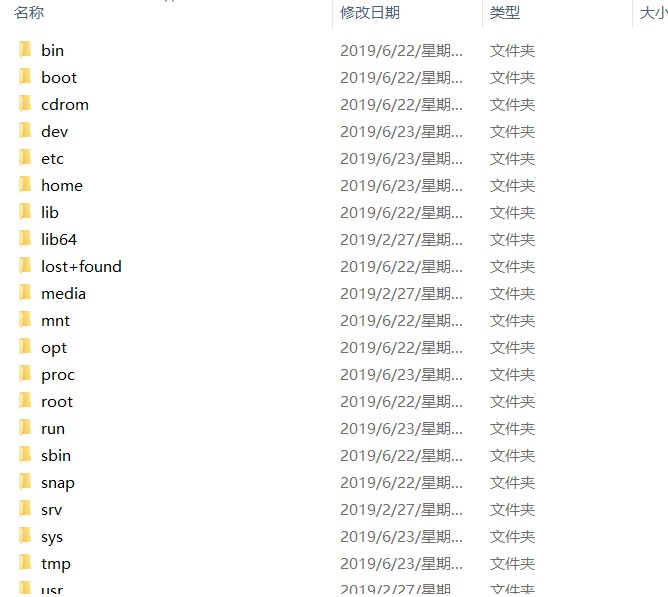 名称 修改日期 类型 大小
bin 2019/6/22/星期... 文件夹
boot 2019/6/22/星期... 文件夹
cdrom 2019/6/22/星期... 文件夹
dev 2019/6/23/星期... 文件夹
etc 2019/6/23/星期... 文件夹
home 2019/6/23/星期... 文件夹
lib 2019/6/22/星期... 文件夹
lib64 2019/2/27/星期... 文件夹
lost+found 2019/6/22/星期... 文件夹
media 2019/2/27/星期... 文件夹
mnt 2019/6/22/星期... 文件夹
opt 2019/6/22/星期... 文件夹
proc 2019/6/23/星期... 文件夹
root 2019/6/22/星期... 文件夹
run 2019/6/23/星期... 文件夹
sbin 2019/6/22/星期... 文件夹
snap 2019/6/22/星期... 文件夹
srv 2019/2/27/星期... 文件夹
sys 2019/6/23/星期... 文件夹
tmp 2019/6/23/星期... 文件夹
usr 2019/2/27/星期... 文件夹